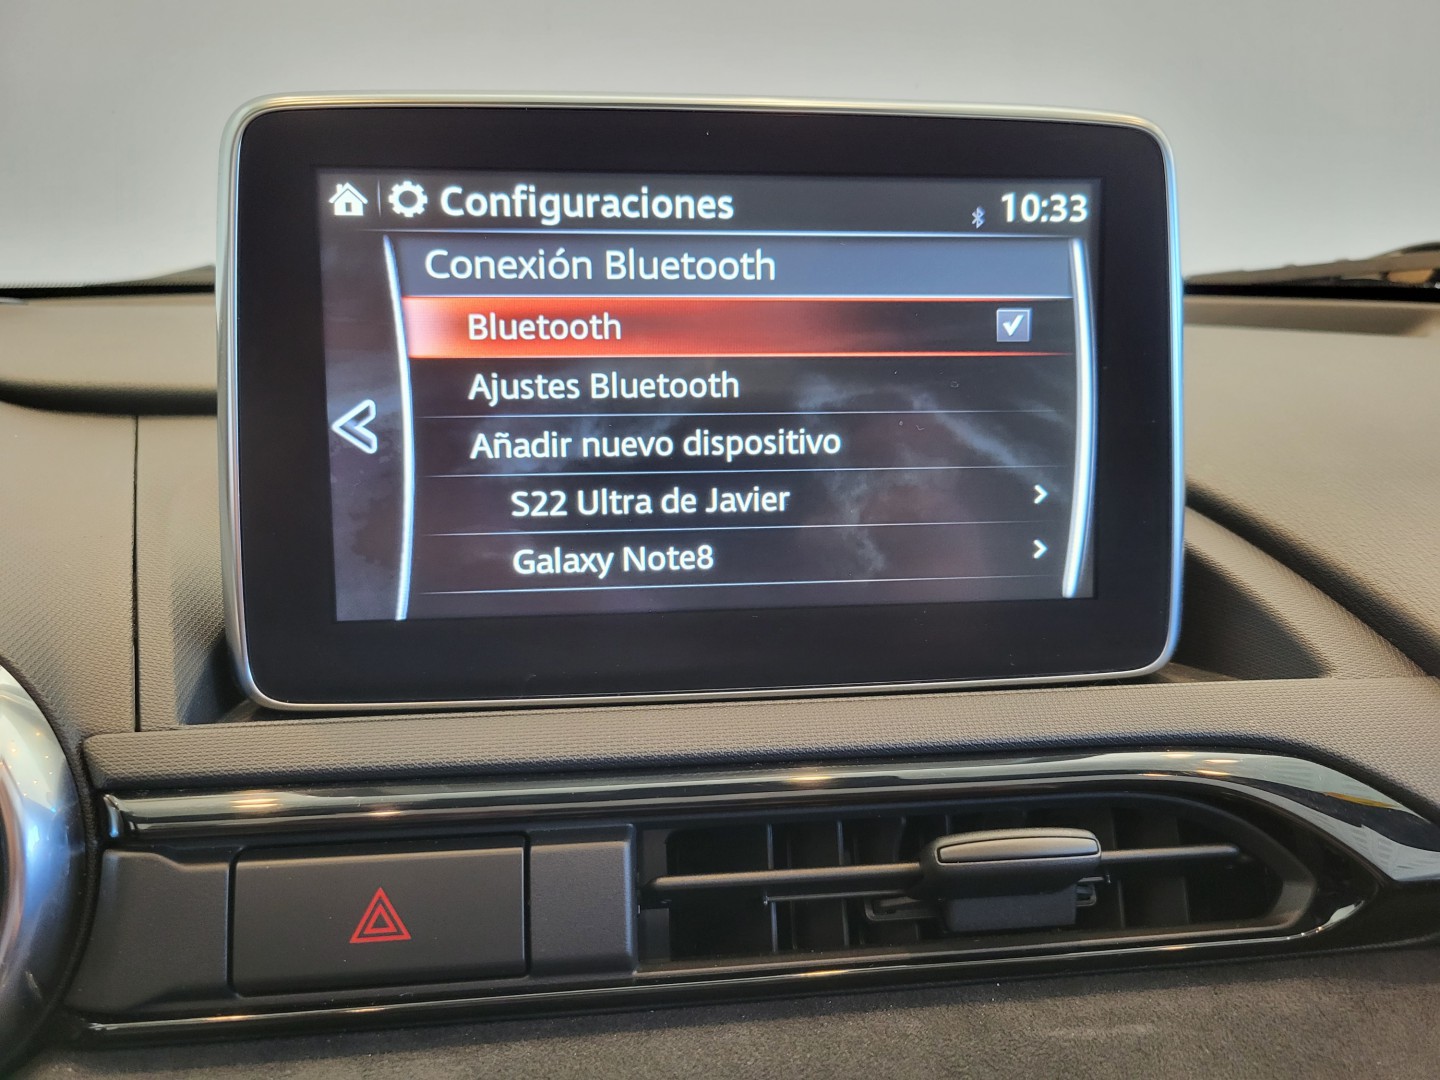 Configuraciones
10:33
Conexión Bluetooth
Bluetooth
Ajustes Bluetooth
Añadir nuevo dispositivo
S22 Ultra de Javier
Galaxy Note8